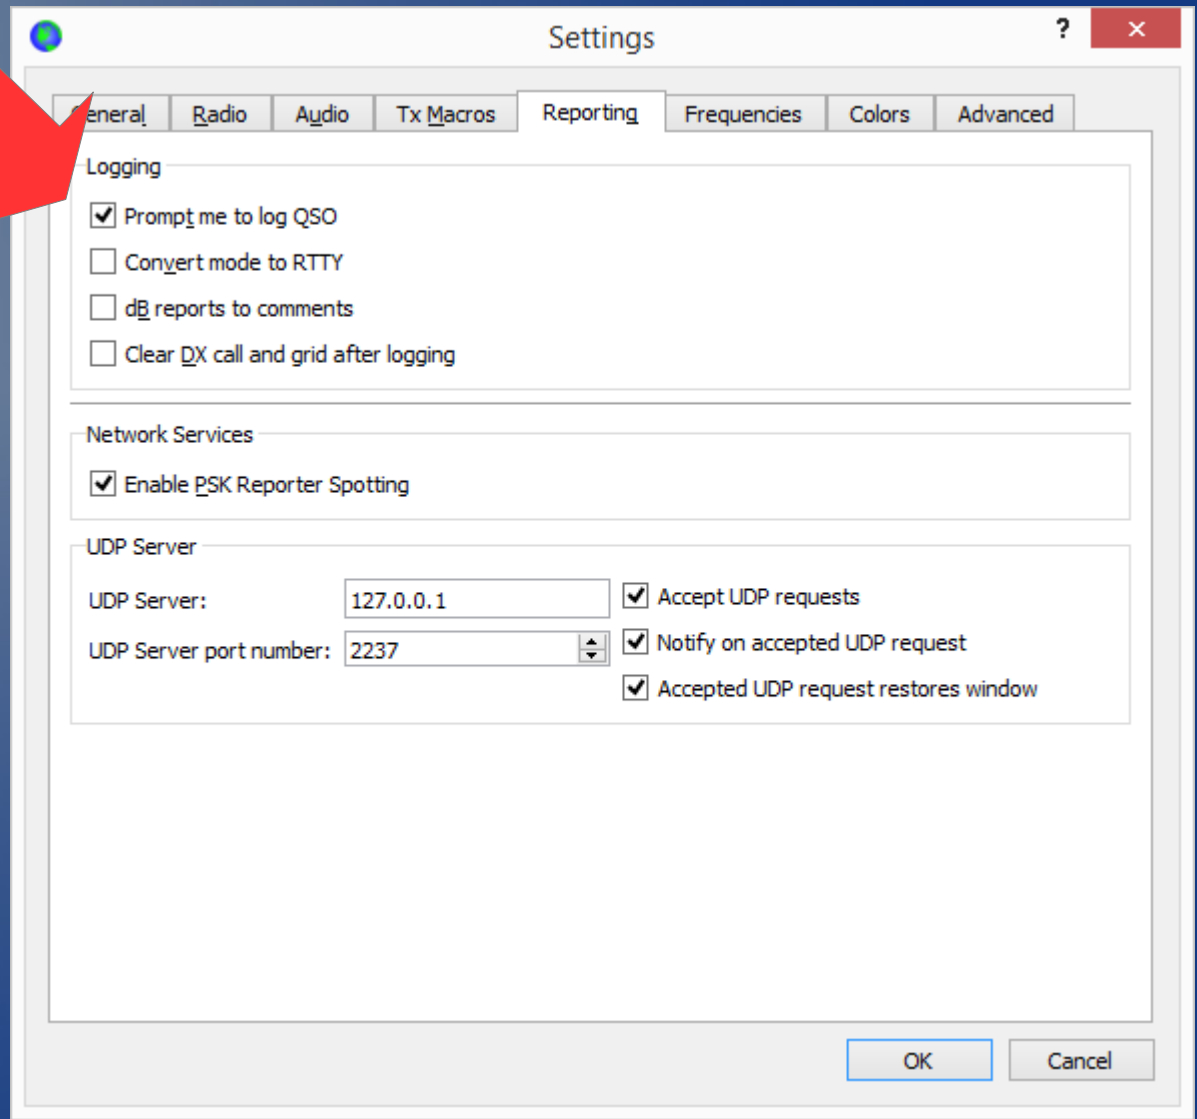 Settings
?
General Radio Audio Tx Macros Reporting Frequencies Colors Advanced
Logging
Prompt me to log QSO
Convert mode to RTTY
dB reports to comments
Clear DX call and grid after logging
Network Services
Enable PSK Reporter Spotting
UDP Server
UDP Server: 127.0.0.1 Accept UDP requests
UDP Server port number: 2237 Notify on accepted UDP request
Accepted UDP request restores window
OK Cancel